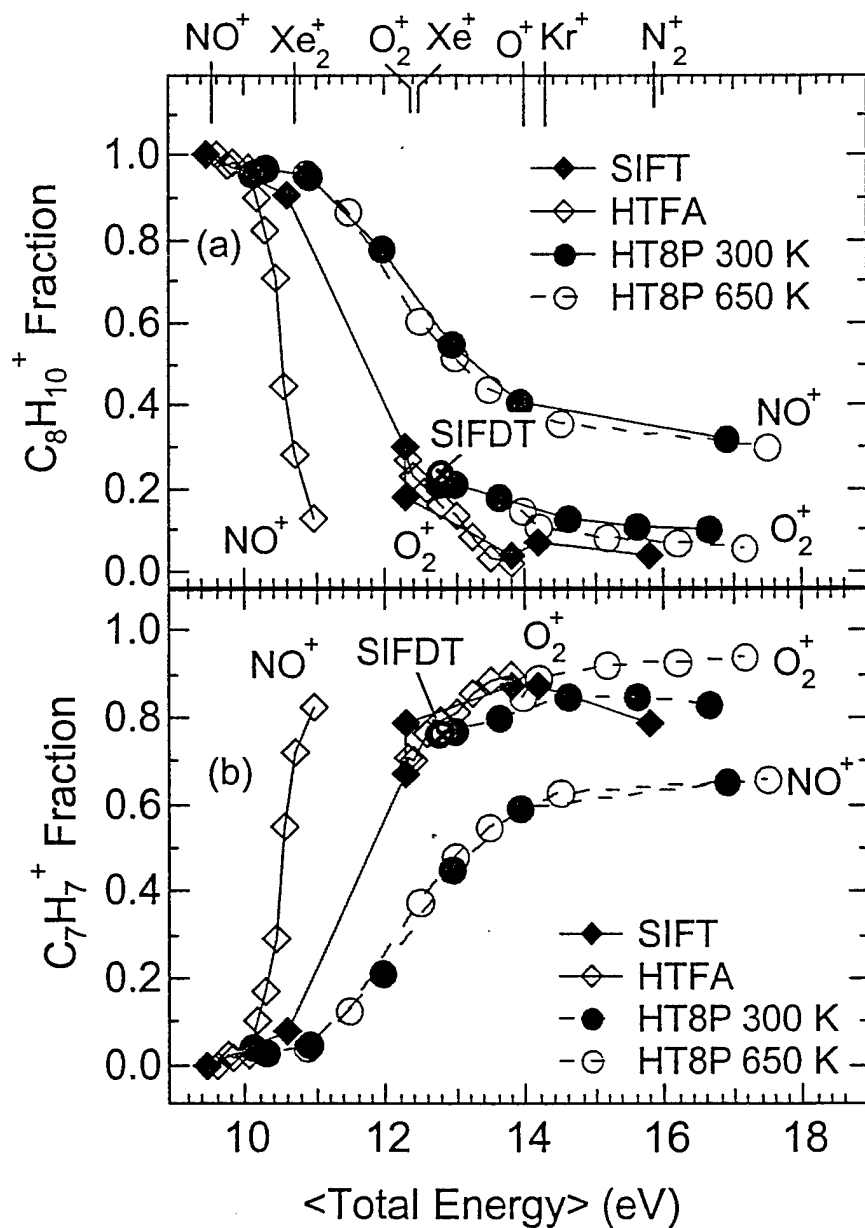 NO+ Xe2+ O2+ Xe+ O+ Kr+ N2+
1.0
0.8
0.6
0.4
0.2
0.0
C8H10+ Fraction
(a)
SIFT
HTFA
HT8P 300 K
HT8P 650 K
SIFDT
NO+
NO+
O2+
O2+
1.0
0.8
0.6
0.4
0.2
0.0
C7H7+ Fraction
NO+
SIFDT
O2+
O2+
(b)
NO+
SIFT
HTFA
HT8P 300 K
HT8P 650 K
10 12 14 16 18
<Total Energy> (eV)